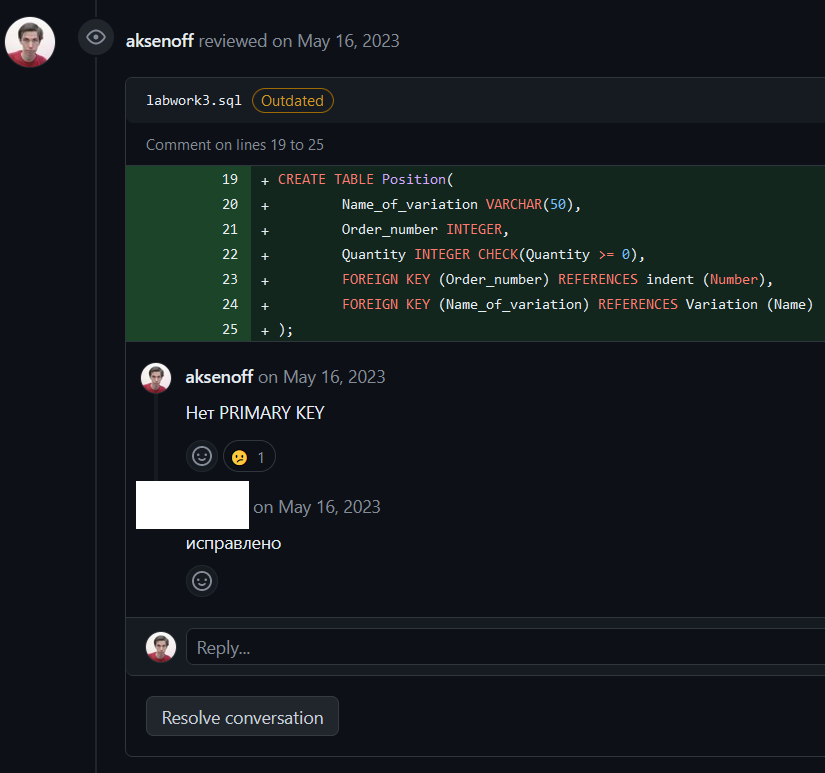 aksenoff reviewed on May 16, 2023
labwork3.sql Outdated
Comment on lines 19 to 25
19 + CREATE TABLE Position(
20 + Name_of_variation VARCHAR(50),
21 + Order_number INTEGER,
22 + Quantity INTEGER CHECK(Quantity >= 0),
23 + FOREIGN KEY (Order_number) REFERENCES indent (Number),
24 + FOREIGN KEY (Name_of_variation) REFERENCES Variation (Name)
25 + );
aksenoff on May 16, 2023
Нет PRIMARY KEY
😕 1
on May 16, 2023
исправлено
Reply...
Resolve conversation